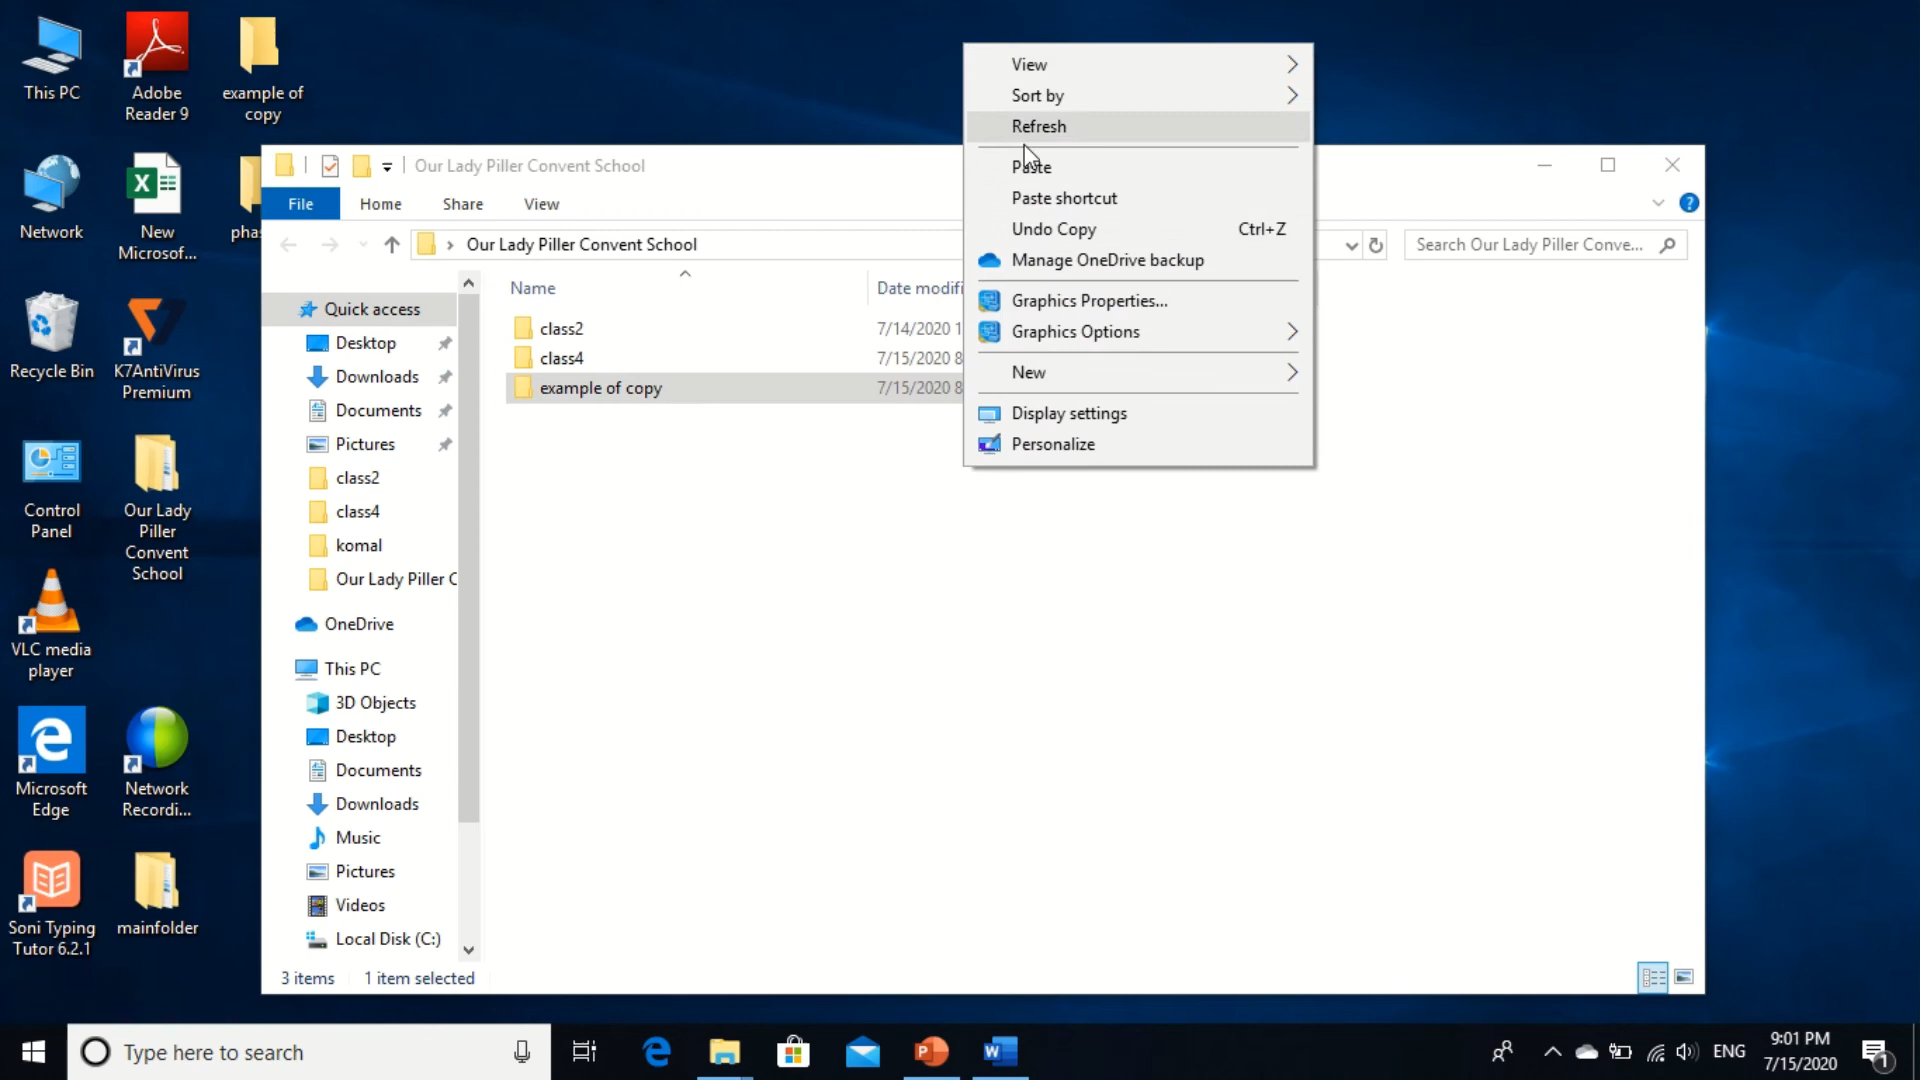 This PC
Adobe
Reader 9
example of
copy
Network
New
Microsof...
phas
Recycle Bin
K7AntiVirus
Premium
Control
Panel
Our Lady
Piller
Convent
School
VLC media
player
Microsoft
Edge
Network
Recordi...
Soni Typing
Tutor 6.2.1
mainfolder
Our Lady Piller Convent School
File
Home
Share
View
Our Lady Piller Convent School
Search Our Lady Piller Conve...
Name
Date modifi
class2
7/14/2020 1
class4
7/15/2020 8
example of copy
7/15/2020 8
Quick access
Desktop
Downloads
Documents
Pictures
class2
class4
komal
Our Lady Piller C
OneDrive
This PC
3D Objects
Desktop
Documents
Downloads
Music
Pictures
Videos
Local Disk (C:)
3 items
1 item selected
View
Sort by
Refresh
Paste
Paste shortcut
Undo Copy Ctrl+Z
Manage OneDrive backup
Graphics Properties...
Graphics Options
New
Display settings
Personalize
Type here to search
ENG
9:01 PM
7/15/2020
1